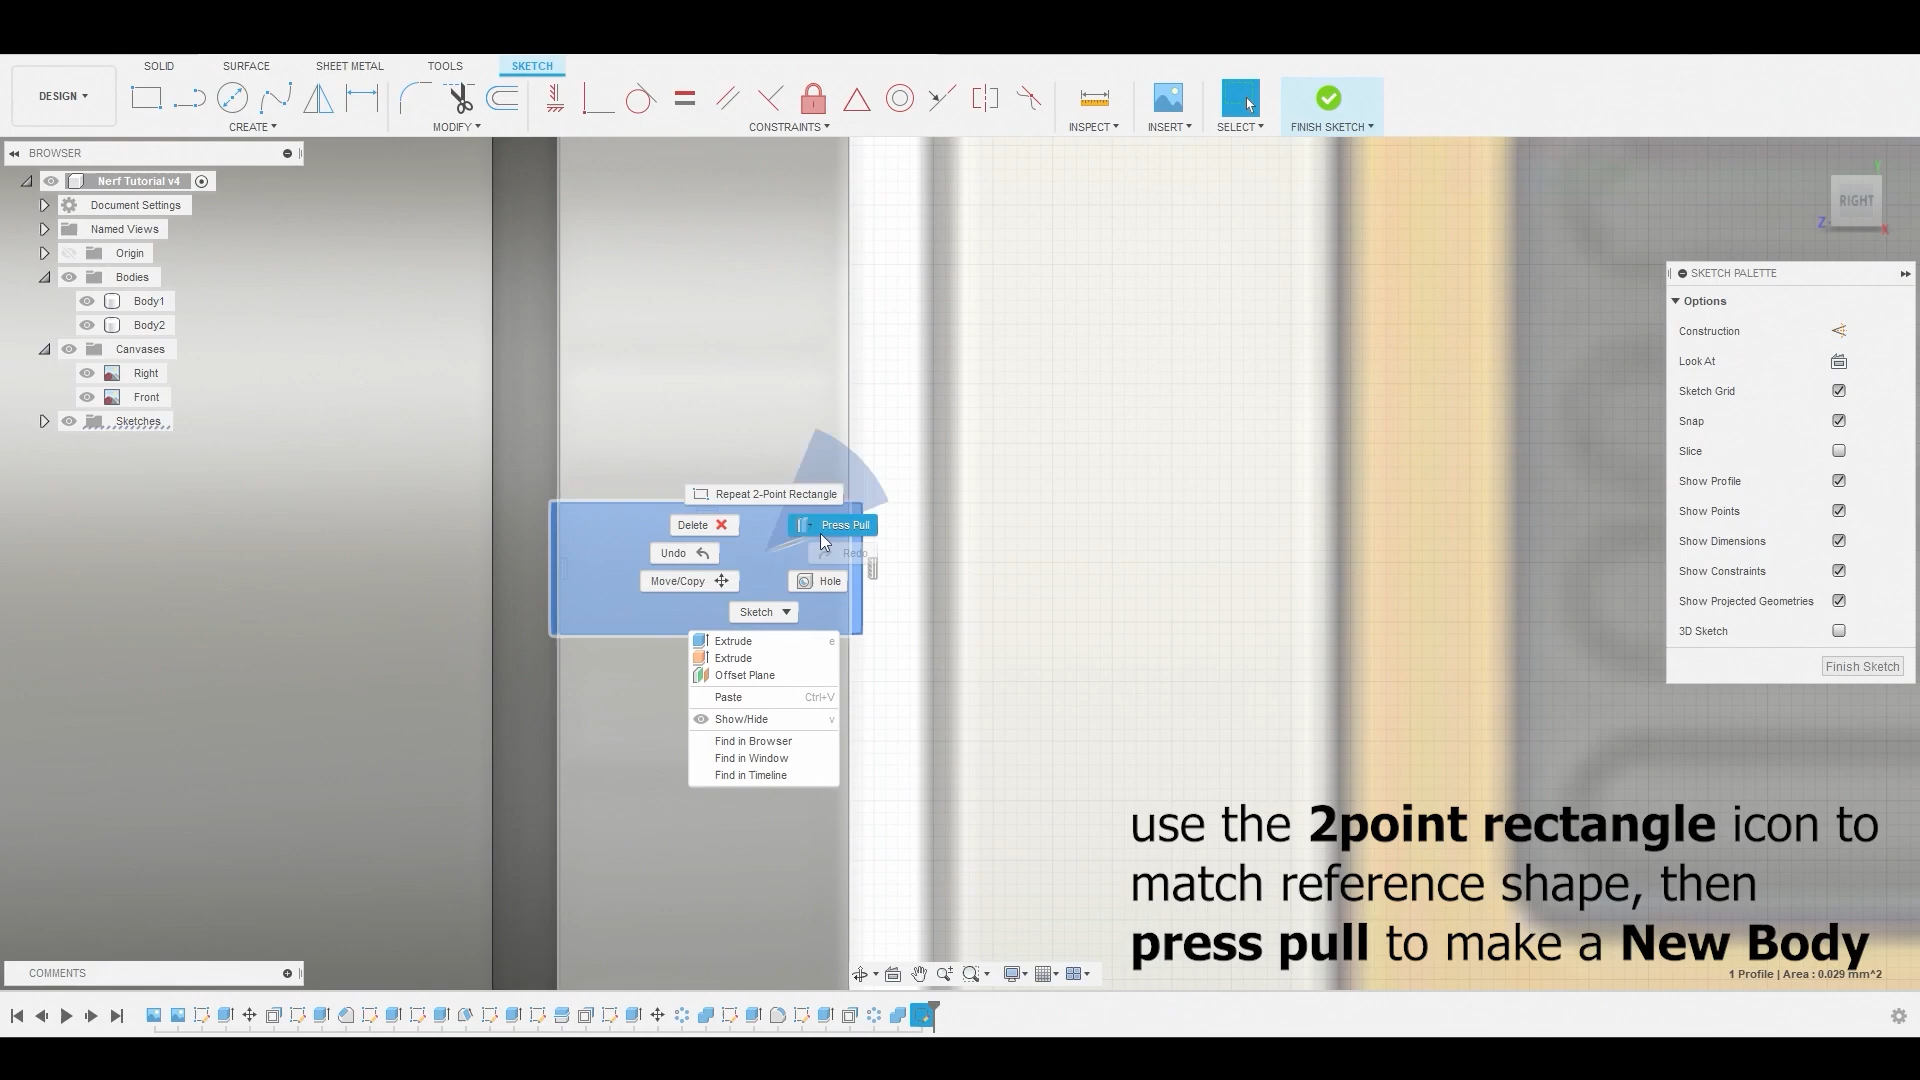 SOLID
SURFACE
SHEET METAL
TOOLS
SKETCH
DESIGN
CREATE
MODIFY
CONSTRAINTS
INSPECT
INSERT
SELECT
FINISH SKETCH
BROWSER
Nerf Tutorial v4
Document Settings
Named Views
Origin
Bodies
Body1
Body2
Canvases
Right
Front
Sketches
RIGHT
Y
Z
X
SKETCH PALETTE
Options
Construction
Look At
Sketch Grid
Snap
Slice
Show Profile
Show Points
Show Dimensions
Show Constraints
Show Projected Geometries
3D Sketch
Finish Sketch
Repeat 2-Point Rectangle
Delete
Press Pull
Undo
Redo
Move/Copy
Hole
Sketch
Extrude e
Extrude
Offset Plane
Paste Ctrl+V
Show/Hide v
Find in Browser
Find in Window
Find in Timeline
use the 2point rectangle icon to
match reference shape, then
press pull to make a New Body
1 Profile | Area : 0.029 mm^2
COMMENTS